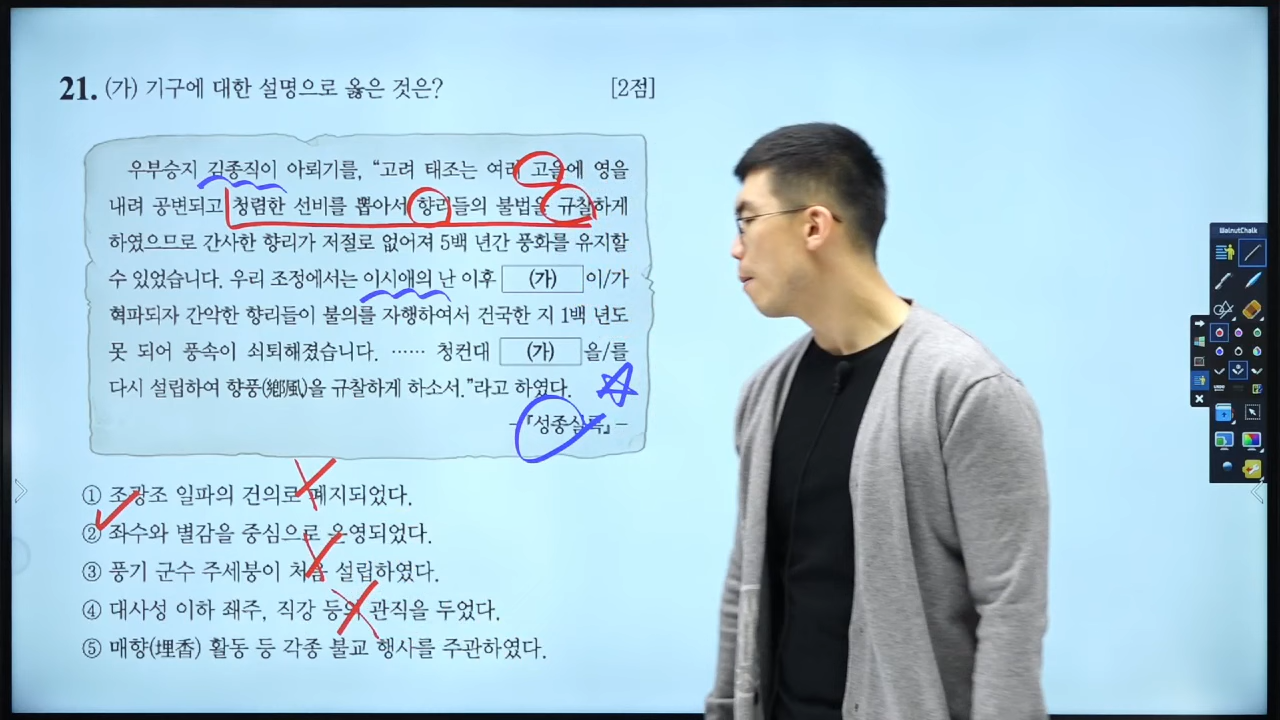 21. (가) 기구에 대한 설명으로 옳은 것은? [2점]
우부승지 김종직이 아뢰기를, “고려 태조는 여러 고을에 영을
내려 공변되고 청렴한 선비를 뽑아서 향리들의 불법을 규찰하게
하였으므로 간사한 향리가 저절로 없어져 5백 년간 풍화를 유지할
수 있었습니다. 우리 조정에서는 이시애의 난 이후 (가) 이/가
혁파되자 간악한 향리들이 불의를 자행하여서 건국한 지 1백 년도
못 되어 풍속이 쇠퇴해졌습니다. …… 청컨대 (가) 을/를
다시 설립하여 향풍(鄕風)을 규찰하게 하소서.”라고 하였다.
-『성종실록』-
① 조광조 일파의 건의로 폐지되었다.
② 좌수와 별감을 중심으로 운영되었다.
③ 풍기 군수 주세붕이 처음 설립하였다.
④ 대사성 이하 좨주, 직강 등의 관직을 두었다.
⑤ 매향(埋香) 활동 등 각종 불교 행사를 주관하였다.
WalnutChalk